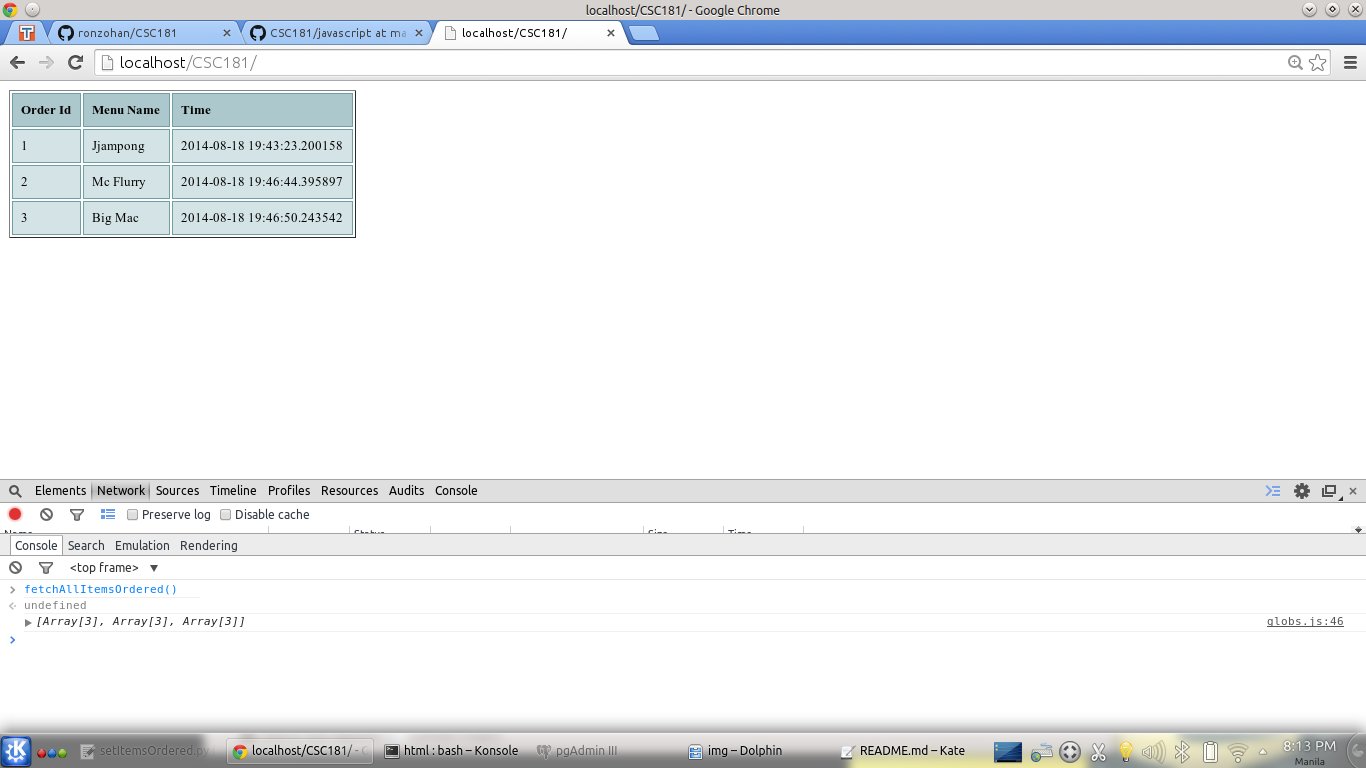 localhost/CSC181/ - Google Chrome
ronzohan/CSC181
CSC181/javascript at ma
localhost/CSC181/
localhost/CSC181/
Order Id Menu Name Time
1 Jjampong 2014-08-18 19:43:23.200158
2 Mc Flurry 2014-08-18 19:46:44.395897
3 Big Mac 2014-08-18 19:46:50.243542
Elements Network Sources Timeline Profiles Resources Audits Console
Preserve log Disable cache
Name Status Size Time
Console Search Emulation Rendering
<top frame>
fetchAllItemsOrdered()
undefined
[Array[3], Array[3], Array[3]] globs.js:46
setItemsOrdered.py localhost/CSC181/ - html : bash – Konsole pgAdmin III img – Dolphin README.md – Kate 8:13 PM
Manila